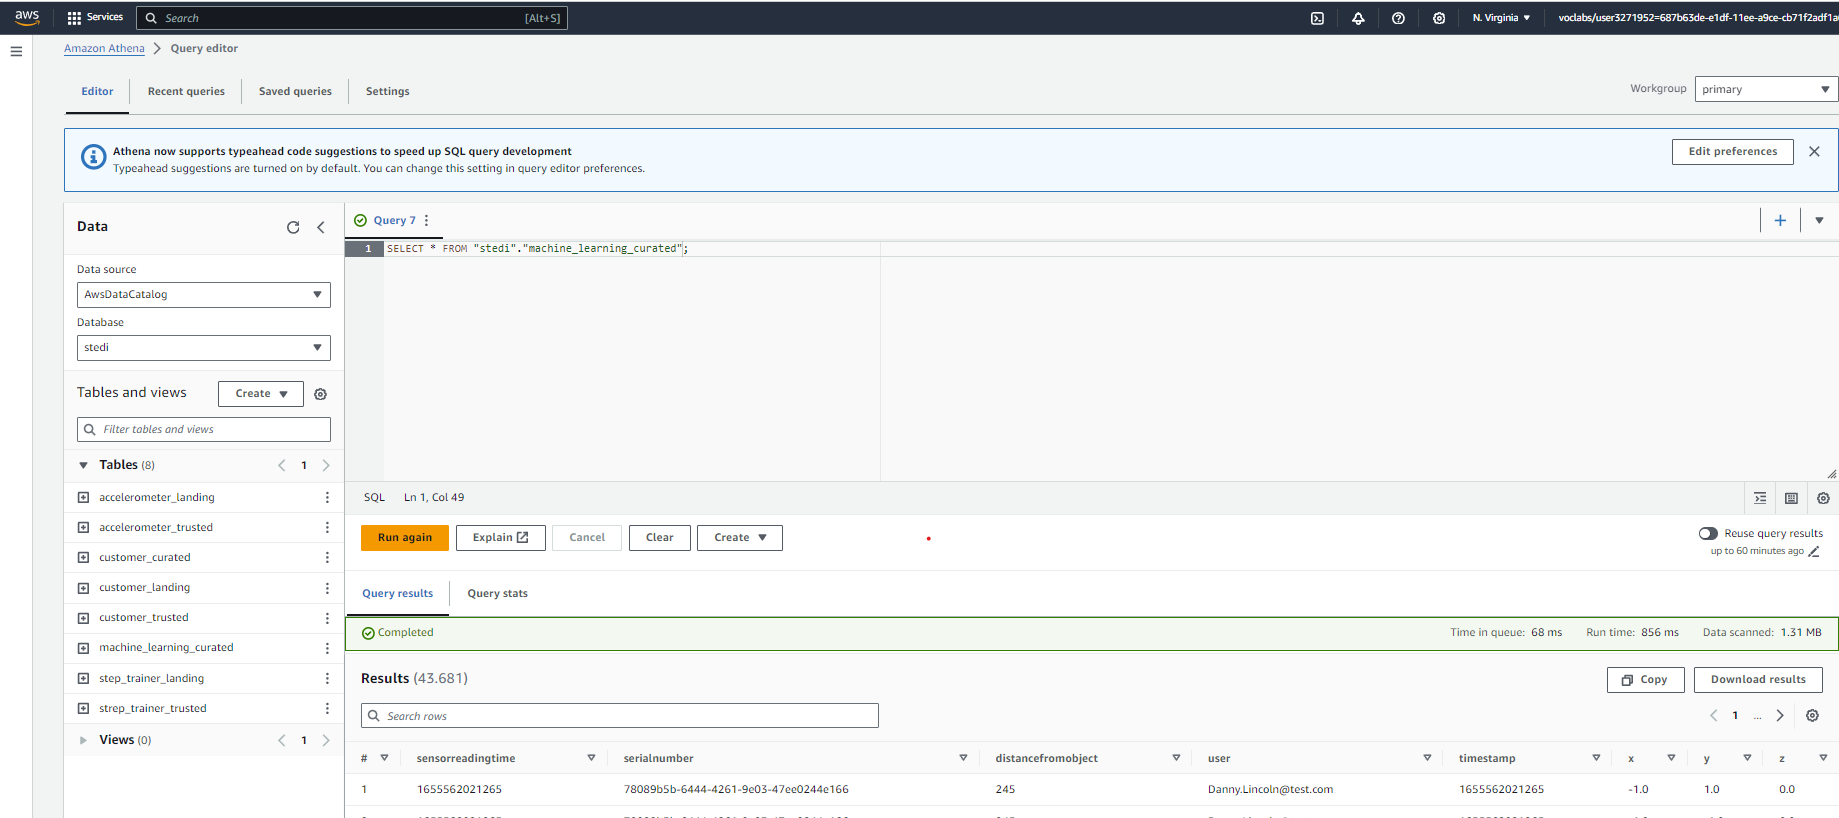 aws Services Search [Alt+S] N. Virginia voclabs/user3271952=687b63de-e1df-11ee-a9ce-cb71f2adf1a
Amazon Athena > Query editor
Editor Recent queries Saved queries Settings Workgroup primary
Athena now supports typeahead code suggestions to speed up SQL query development
Typeahead suggestions are turned on by default. You can change this setting in query editor preferences.
Edit preferences
Data
Data source
AwsDataCatalog
Database
stedi
Tables and views Create
Filter tables and views
Tables (8) 1
accelerometer_landing
accelerometer_trusted
customer_curated
customer_landing
customer_trusted
machine_learning_curated
step_trainer_landing
strep_trainer_trusted
Views (0) 1
Query 7
1 SELECT * FROM "stedi"."machine_learning_curated";
SQL Ln 1, Col 49
Run again Explain Cancel Clear Create
Reuse query results
up to 60 minutes ago
Query results Query stats
Completed Time in queue: 68 ms Run time: 856 ms Data scanned: 1.31 MB
Results (43.681) Copy Download results
Search rows 1 ...
# sensorreadingtime serialnumber distancefromobject user timestamp x y z
1 1655562021265 78089b5b-6444-4261-9e03-47ee0244e166 245 Danny.Lincoln@test.com 1655562021265 -1.0 1.0 0.0